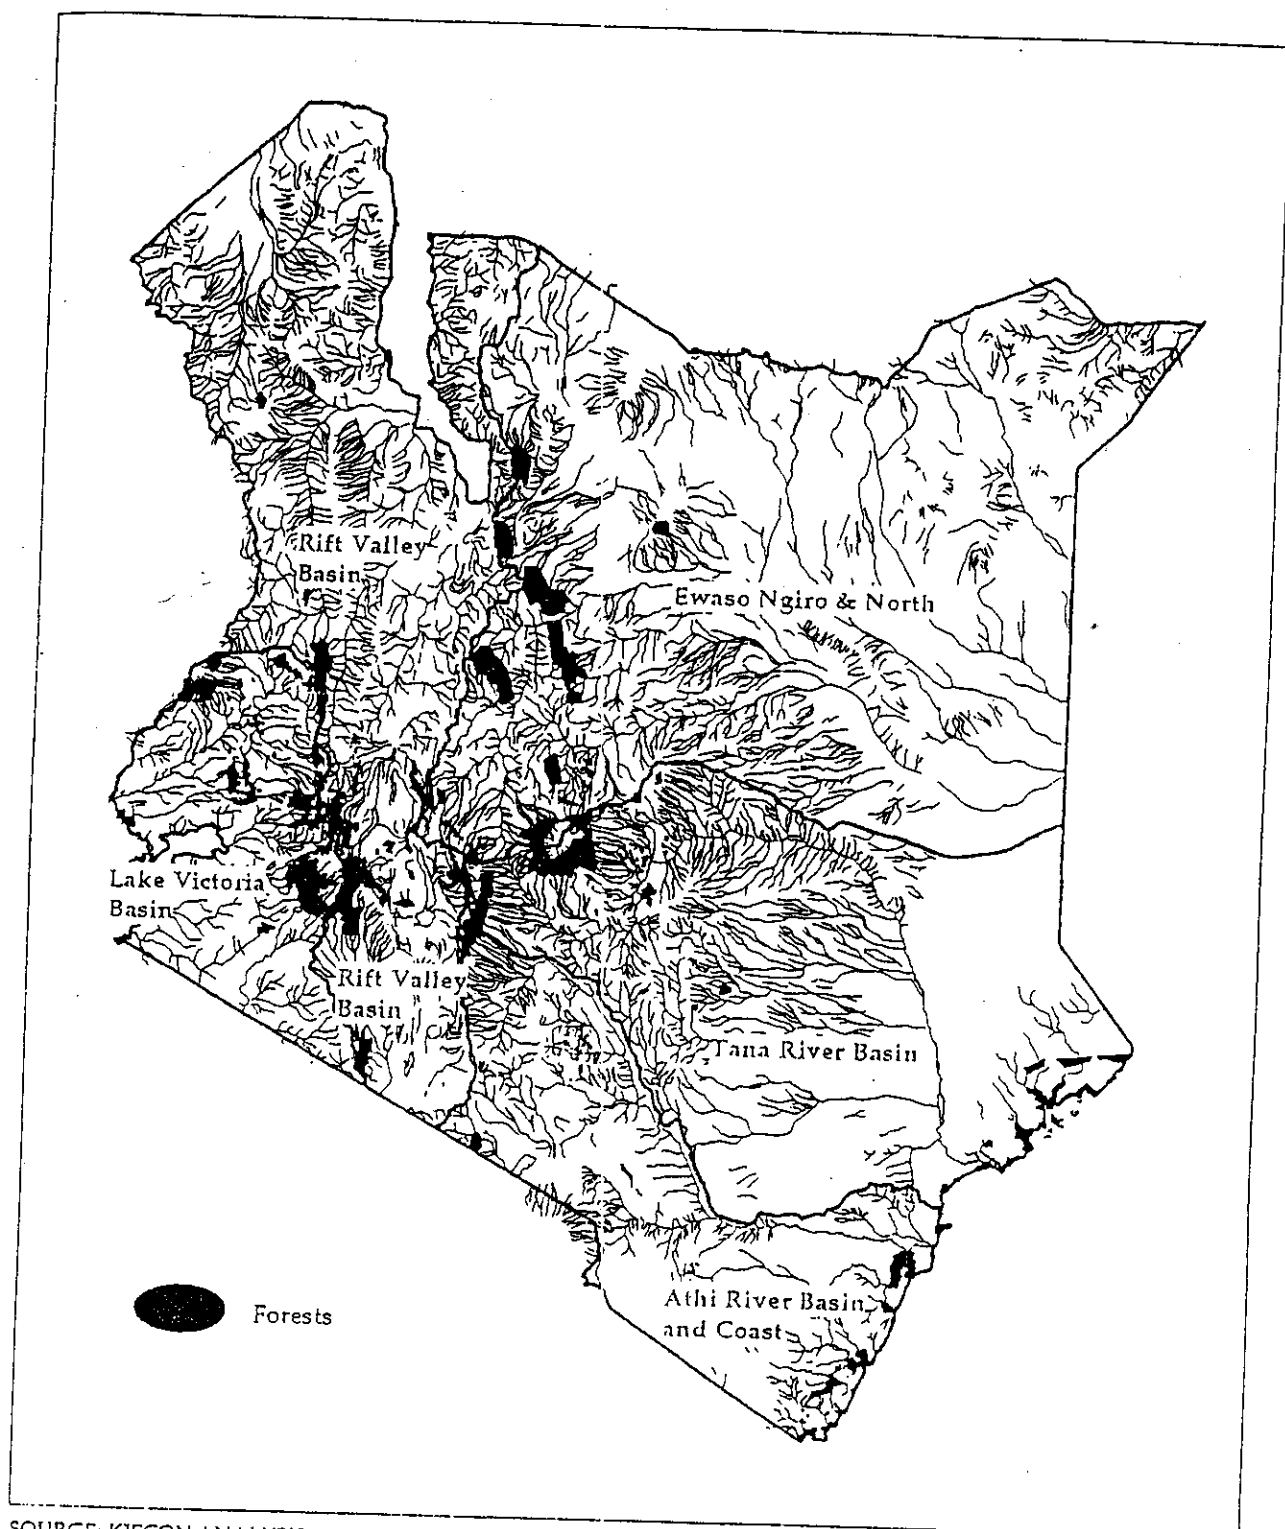 Rift Valley
Basin
Ewaso Ngiro & North
Lake Victoria
Basin
Rift Valley
Basin
Tana River Basin
Athi River Basin
and Coast
Forests
SOURCE: